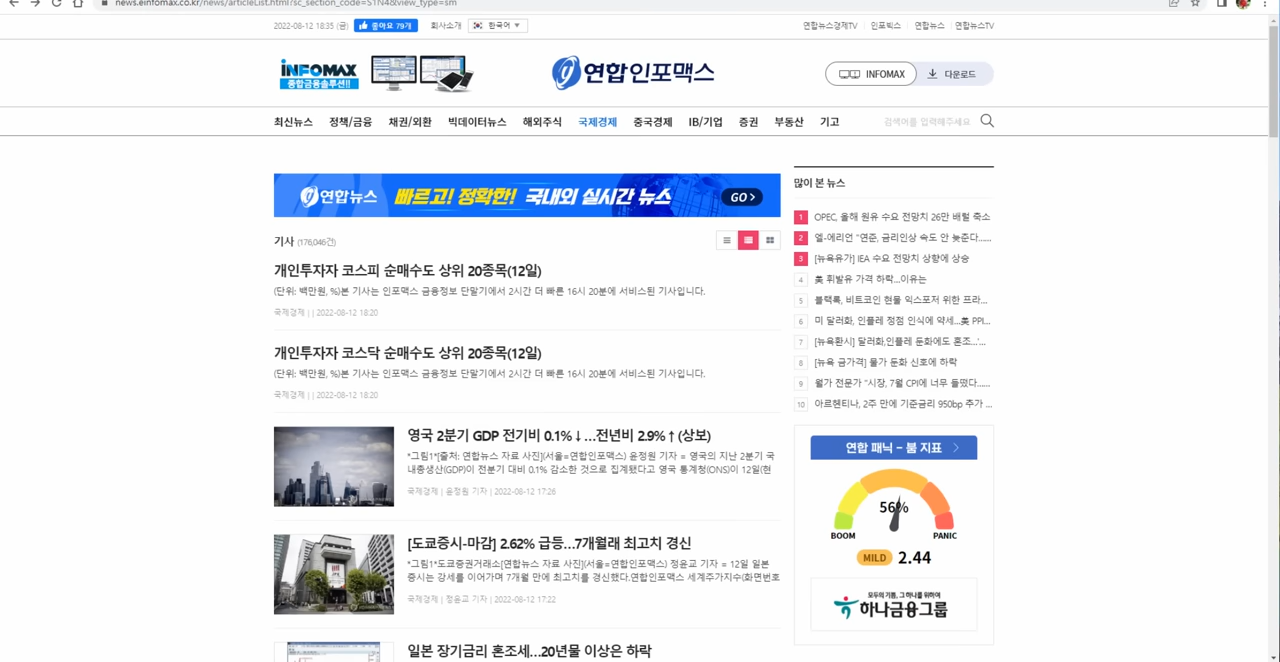 news.einfomax.co.kr/news/articleList.html?sc_section_code=S1N4&view_type=sm
2022-08-12 18:35 (금) 좋아요 79개 회사소개 한국어 연합뉴스경제TV 인포빅스 연합뉴스 연합뉴스TV
INFOMAX
종합금융솔루션!!
연합인포맥스
INFOMAX 다운로드
최신뉴스 정책/금융 채권/외환 빅데이터뉴스 해외주식 국제경제 중국경제 IB/기업 증권 부동산 기고 검색어를 입력해주세요
연합뉴스 빠르고! 정확한! 국내외 실시간 뉴스 GO >
기사 (176,046건)
개인투자자 코스피 순매수도 상위 20종목(12일)
(단위: 백만원, %)본 기사는 인포맥스 금융정보 단말기에서 2시간 더 빠른 16시 20분에 서비스된 기사입니다.
국제경제 | | 2022-08-12 18:20
개인투자자 코스닥 순매수도 상위 20종목(12일)
(단위: 백만원, %)본 기사는 인포맥스 금융정보 단말기에서 2시간 더 빠른 16시 20분에 서비스된 기사입니다.
국제경제 | | 2022-08-12 18:20
영국 2분기 GDP 전기비 0.1%↓…전년비 2.9%↑(상보)
*그림1*[출처: 연합뉴스 자료 사진](서울=연합인포맥스) 윤정원 기자 = 영국의 지난 2분기 국
내총생산(GDP)이 전분기 대비 0.1% 감소한 것으로 집계됐다고 영국 통계청(ONS)이 12일(현
국제경제 | 윤정원 기자 | 2022-08-12 17:26
[도쿄증시-마감] 2.62% 급등…7개월래 최고치 경신
*그림1*도쿄증권거래소[연합뉴스 자료 사진](서울=연합인포맥스) 정윤교 기자 = 12일 일본
증시는 강세를 이어가며 7개월 만에 최고치를 경신했다.연합인포맥스 세계주가지수(화면번호
국제경제 | 정윤교 기자 | 2022-08-12 17:22
일본 장기금리 혼조세…20년물 이상은 하락
많이 본 뉴스
1 OPEC, 올해 원유 수요 전망치 26만 배럴 축소
2 엘-에리언 "연준, 금리인상 속도 안 늦춘다…...
3 [뉴욕유가] IEA 수요 전망치 상향에 상승
4 美 휘발유 가격 하락…이유는
5 블랙록, 비트코인 현물 익스포저 위한 프라...
6 미 달러화, 인플레 정점 인식에 약세…美 PPI...
7 [뉴욕환시] 달러화,인플레 둔화에도 혼조…'...
8 [뉴욕 금가격] 물가 둔화 신호에 하락
9 월가 전문가 "시장, 7월 CPI에 너무 들떴다…...
10 아르헨티나, 2주 만에 기준금리 950bp 추가 ...
연합 패닉 – 붐 지표 >
56%
BOOM PANIC
MILD 2.44
모두의 기쁨, 그 하나를 위하여
하나금융그룹